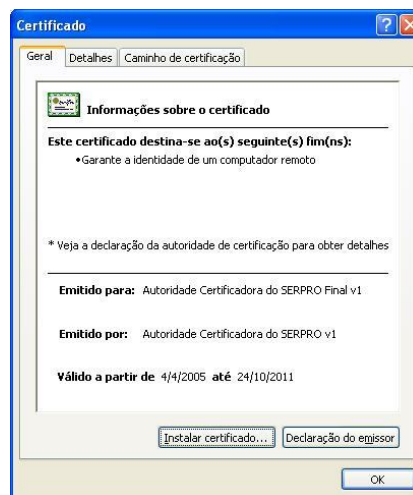 Certificado
Geral Detalhes Caminho de certificação
Informações sobre o certificado
Este certificado destina-se ao(s) seguinte(s) fim(ns):
•Garante a identidade de um computador remoto
* Veja a declaração da autoridade de certificação para obter detalhes
Emitido para: Autoridade Certificadora do SERPRO Final v1
Emitido por: Autoridade Certificadora do SERPRO v1
Válido a partir de 4/4/2005 até 24/10/2011
Instalar certificado... Declaração do emissor
OK